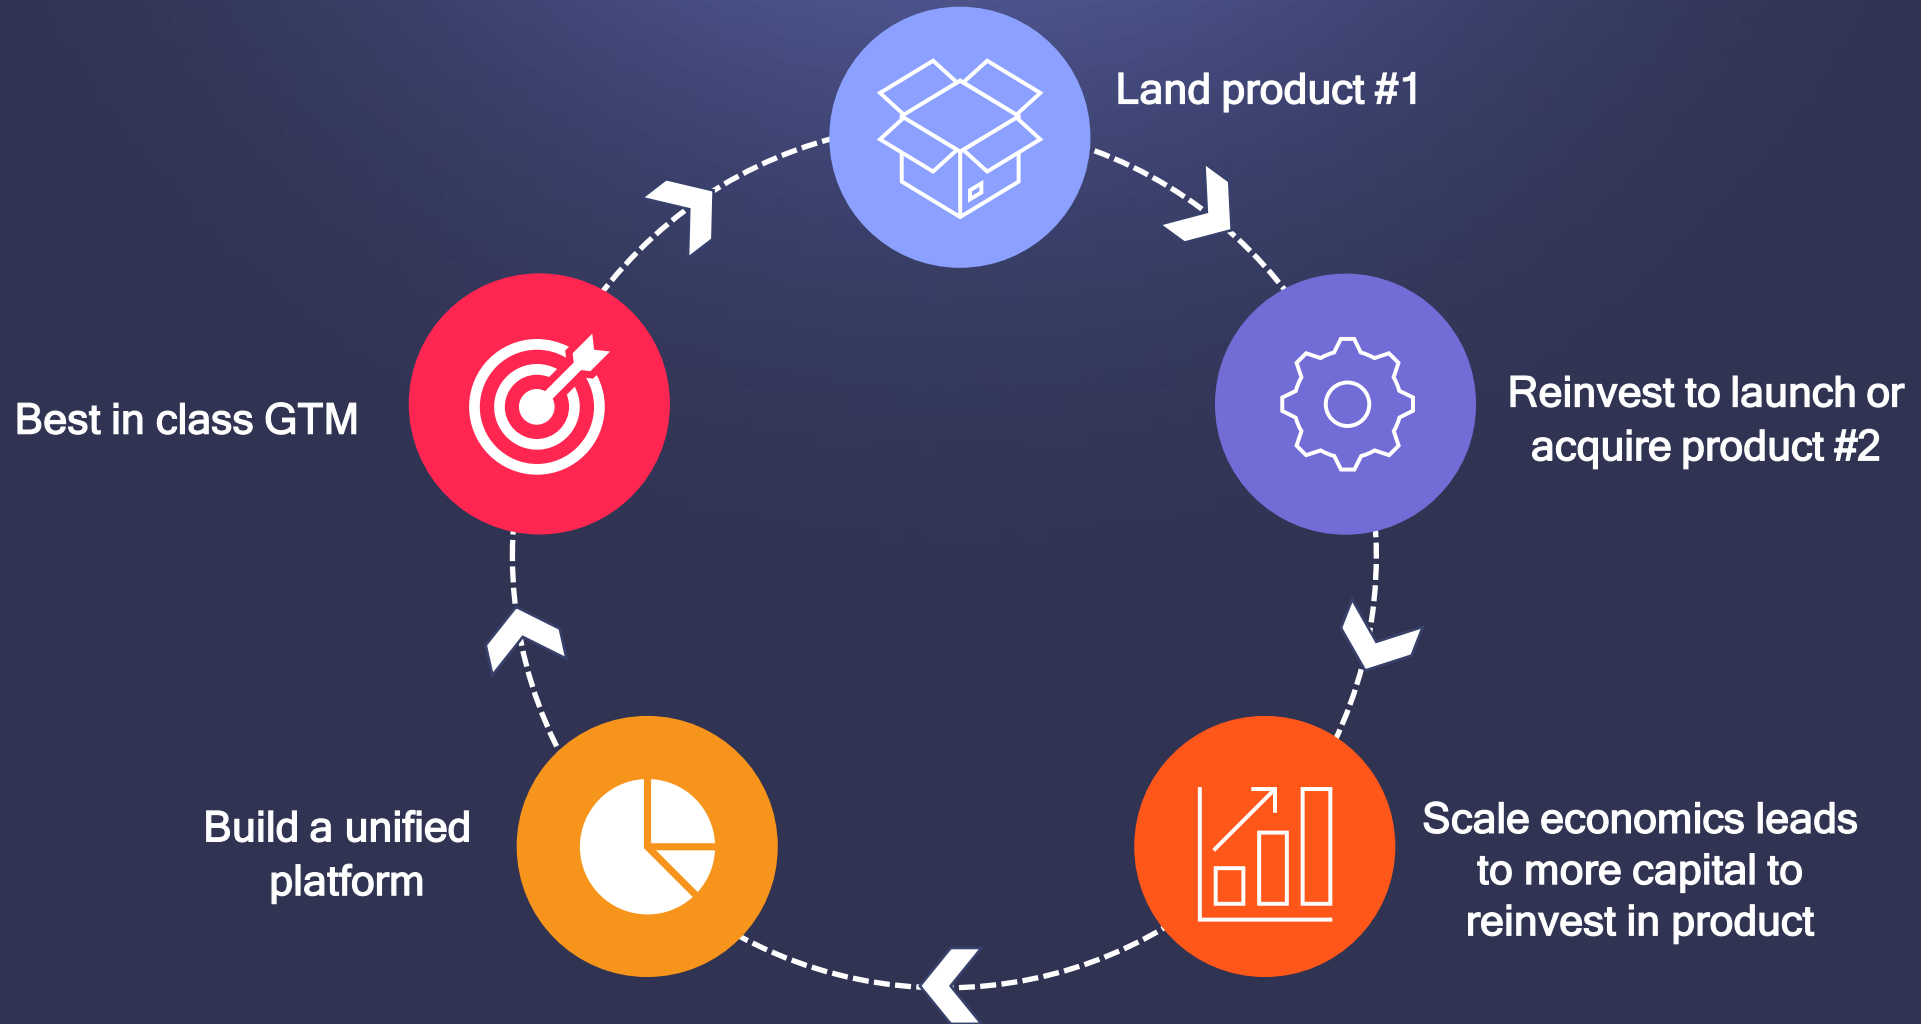 Land product #1
Reinvest to launch or
acquire product #2
Scale economics leads
to more capital to
reinvest in product
Build a unified
platform
Best in class GTM